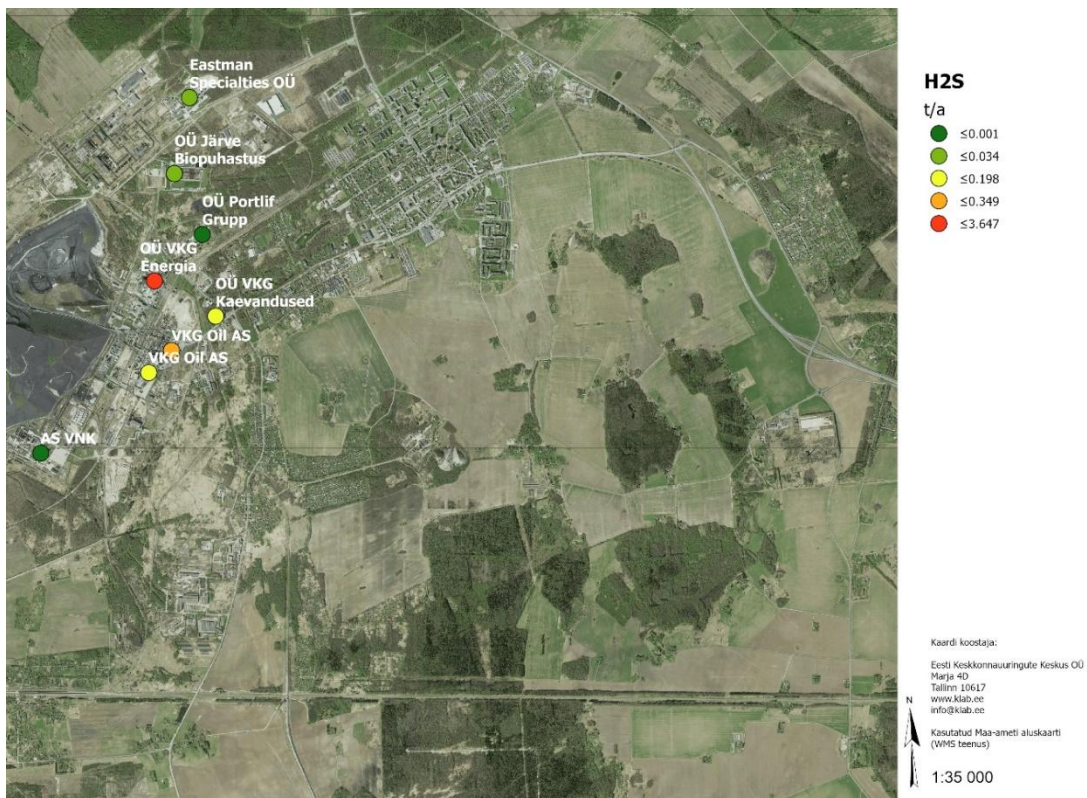 Eastman
Specialties OÜ
OÜ Järve
Biopuhastus
OÜ Portlif
Grupp
OÜ VKG
Energia
OÜ VKG
Kaevandused
VKG Oil AS
VKG Oil AS
AS VNK
H2S
t/a
≤0.001
≤0.034
≤0.198
≤0.349
≤3.647
Kaardi koostaja:
Eesti Keskkonnauuringute Keskus OÜ
Marja 4D
Tallinn 10617
www.klab.ee
info@klab.ee
Kasutatud Maa-ameti aluskaarti
(WMS teenus)
N
1:35 000